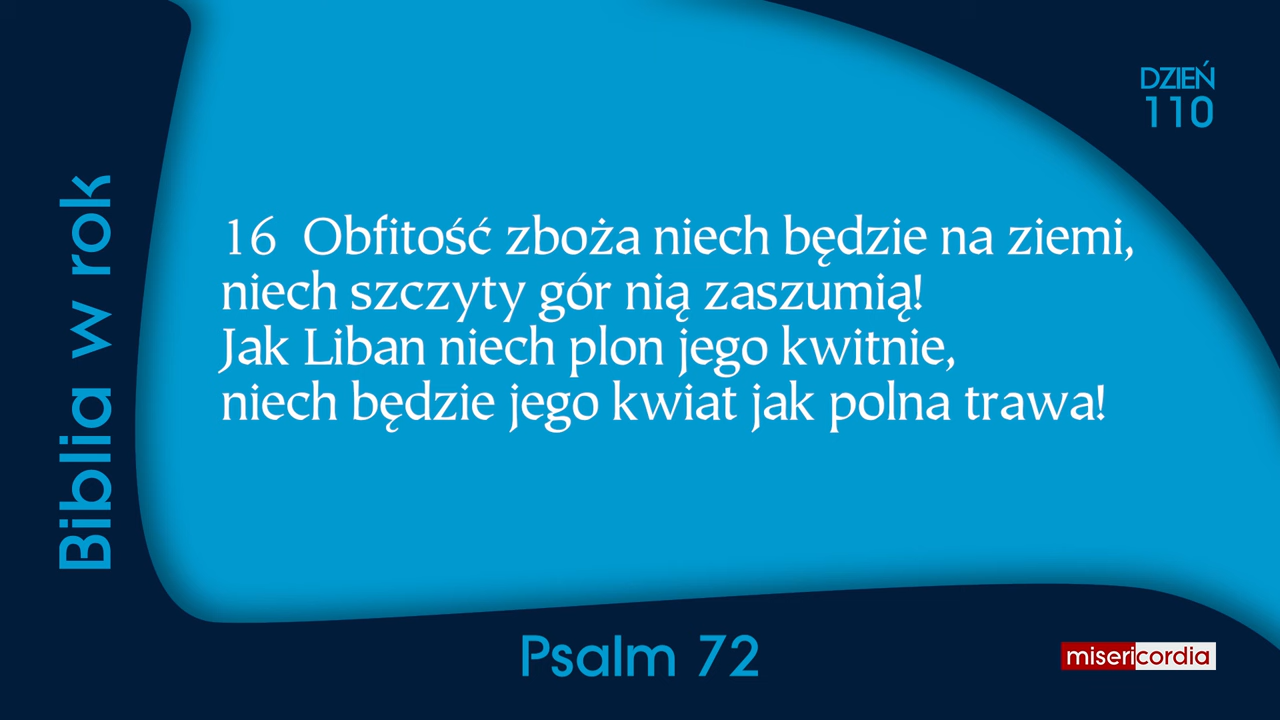 DZIEŃ
110
Biblia w rok
16 Obfitość zboża niech będzie na ziemi,
niech szczyty gór nią zaszumią!
Jak Liban niech plon jego kwitnie,
niech będzie jego kwiat jak polna trawa!
Psalm 72
misericordia